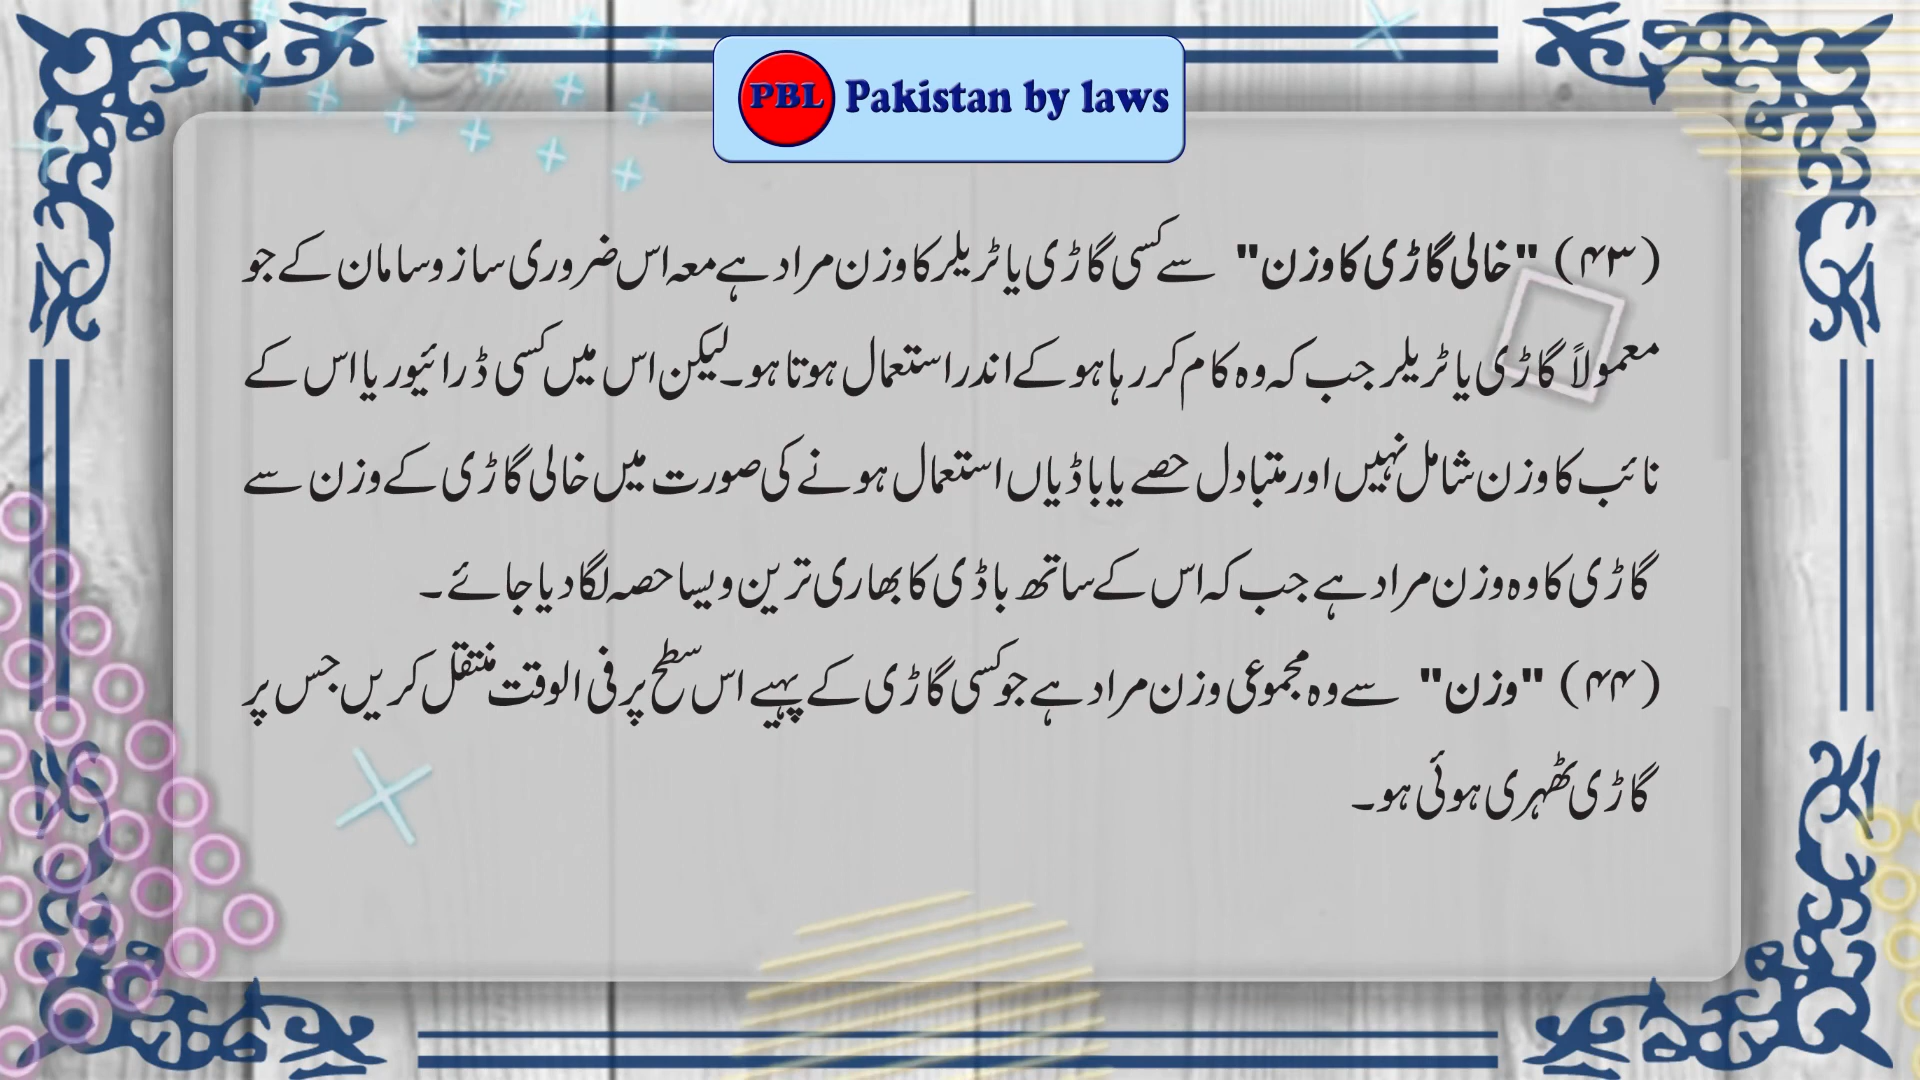 PBL Pakistan by laws
(۴۳) "خالی گاڑی کا وزن" سے کسی گاڑی یا ٹریلر کا وزن مراد ہے معہ اس ضروری سازوسامان کے جو
معمولاً گاڑی یا ٹریلر جب کہ وہ کام کر رہا ہو کے اندر استعمال ہوتا ہو۔ لیکن اس میں کسی ڈرائیور یا اس کے
نائب کا وزن شامل نہیں اور متبادل حصے یا باڈیاں استعمال ہونے کی صورت میں خالی گاڑی کے وزن سے
گاڑی کا وہ وزن مراد ہے جب کہ اس کے ساتھ باڈی کا بھاری ترین ویسا حصہ لگا دیا جائے۔
(۴۴) "وزن" سے وہ مجموعی وزن مراد ہے جو کسی گاڑی کے پہیے اس سطح پر فی الوقت منتقل کریں جس پر
گاڑی ٹھہری ہوئی ہو۔